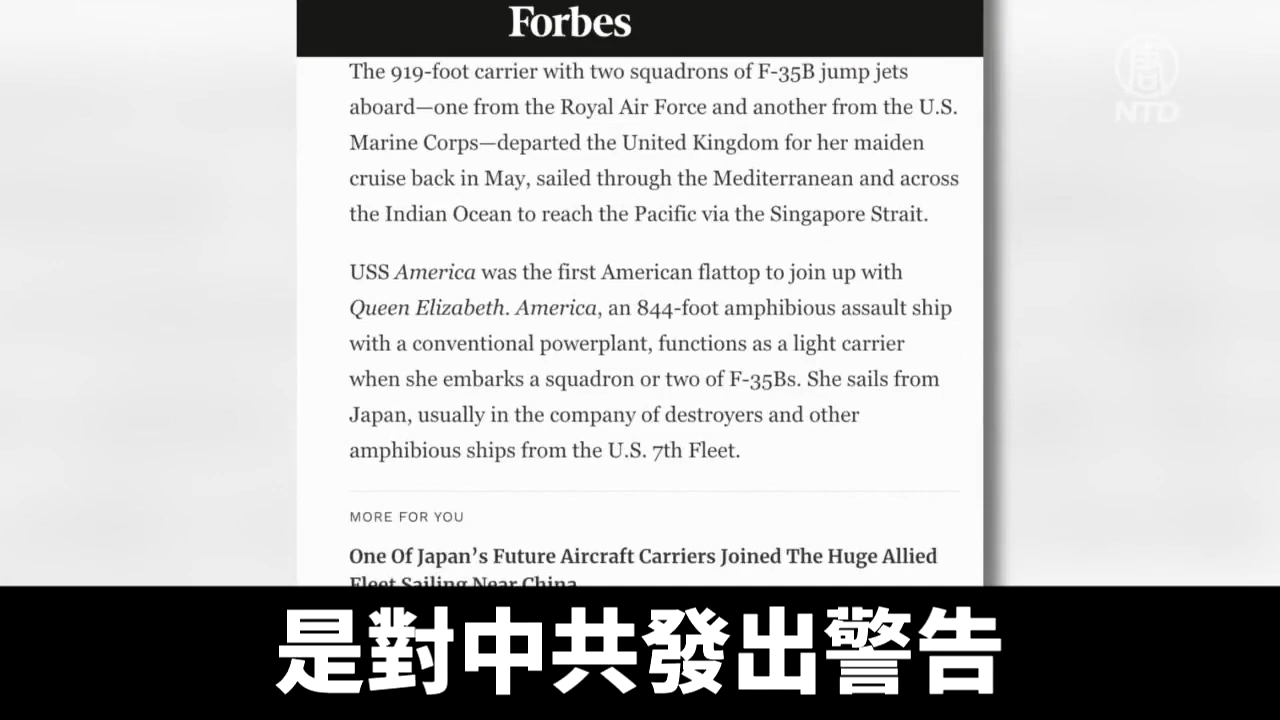 Forbes
The 919-foot carrier with two squadrons of F-35B jump jets
aboard—one from the Royal Air Force and another from the U.S.
Marine Corps—departed the United Kingdom for her maiden
cruise back in May, sailed through the Mediterranean and across
the Indian Ocean to reach the Pacific via the Singapore Strait.
USS America was the first American flattop to join up with
Queen Elizabeth. America, an 844-foot amphibious assault ship
with a conventional powerplant, functions as a light carrier
when she embarks a squadron or two of F-35Bs. She sails from
Japan, usually in the company of destroyers and other
amphibious ships from the U.S. 7th Fleet.
MORE FOR YOU
One Of Japan’s Future Aircraft Carriers Joined The Huge Allied
Fleet Sailing Near China
唐
NTD
是對中共發出警告